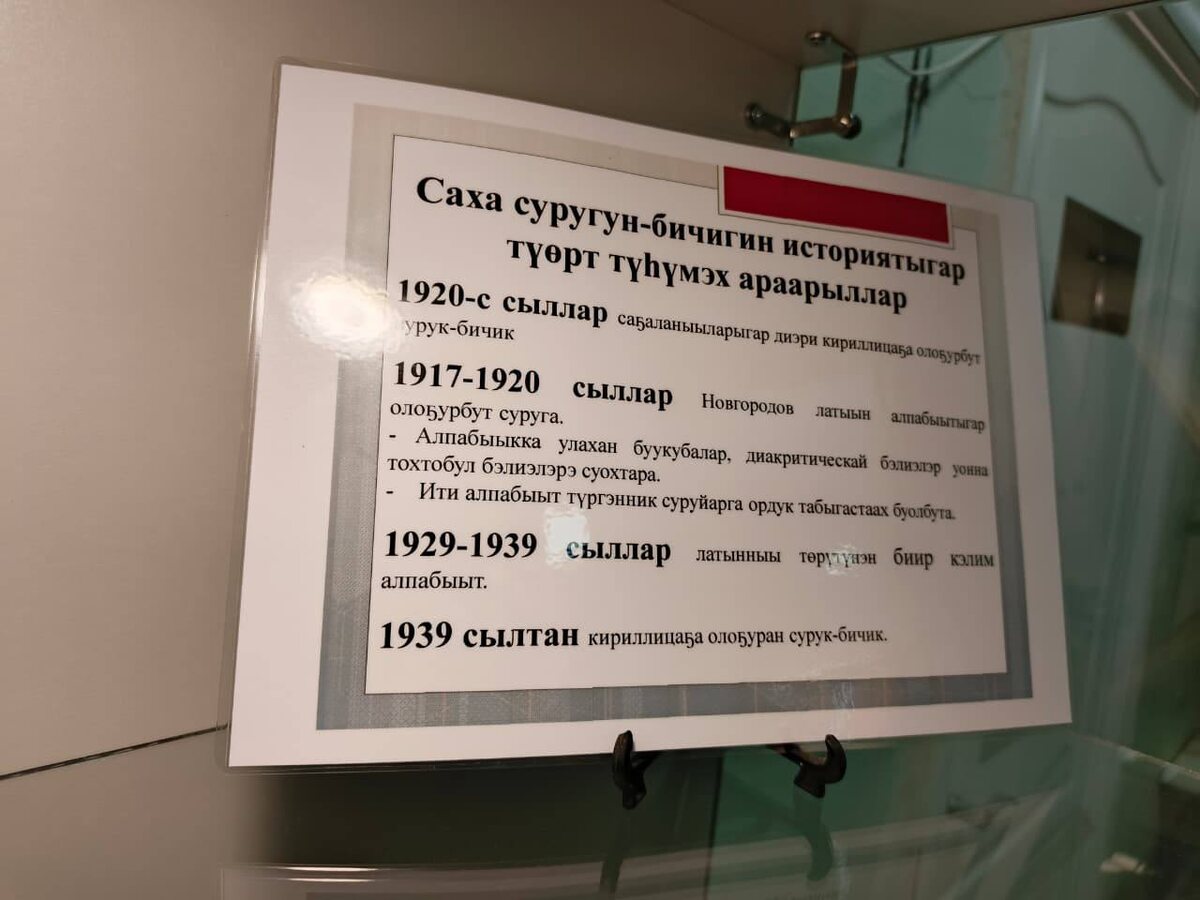 Саха суругун-бичигин историятыгар
түөрт түһүмэх араарыллар
1920-с сыллар саҕаланыыларыгар диэри кириллицаҕа олоҕурбут
сурук-бичик
1917-1920 сыллар Новгородов латыын алпабыытыгар
олоҕурбут суруга.
- Алпабыыкка улахан буукубалар, диакритическай бэлиэлэр уонна
тохтобул бэлиэлэрэ суохтара.
- Ити алпабыыт түргэнник суруйарга ордук табыгастаах буолбута.
1929-1939 сыллар латынныы төрүтүнэн биир кэлим
алпабыыт.
1939 сылтан кириллицаҕа олоҕуран сурук-бичик.